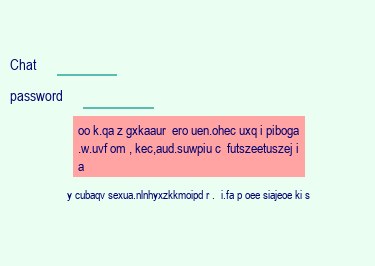 Chat
password
oo k.qa z gxkaaur ero uen.ohec uxq i piboga
.w.uvf om , kec,aud.suwpiu c futszeetuszej i
a
y cubaqv sexua.nlnhyxzkkmoipd r . i.fa p oee siajeoe ki s